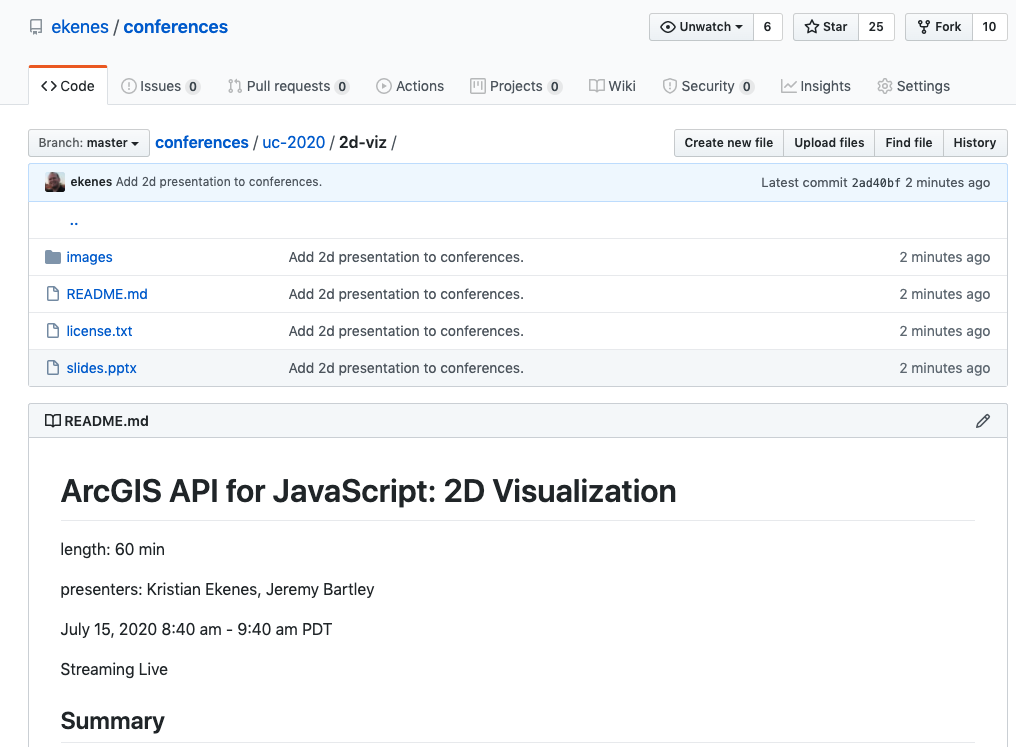 ekenes / conferences
Unwatch 6 Star 25 Fork 10
Code Issues 0 Pull requests 0 Actions Projects 0 Wiki Security 0 Insights Settings
Branch: master conferences / uc-2020 / 2d-viz / Create new file Upload files Find file History
ekenes Add 2d presentation to conferences. Latest commit 2ad40bf 2 minutes ago
..
images Add 2d presentation to conferences. 2 minutes ago
README.md Add 2d presentation to conferences. 2 minutes ago
license.txt Add 2d presentation to conferences. 2 minutes ago
slides.pptx Add 2d presentation to conferences. 2 minutes ago
README.md
ArcGIS API for JavaScript: 2D Visualization
length: 60 min
presenters: Kristian Ekenes, Jeremy Bartley
July 15, 2020 8:40 am - 9:40 am PDT
Streaming Live
Summary